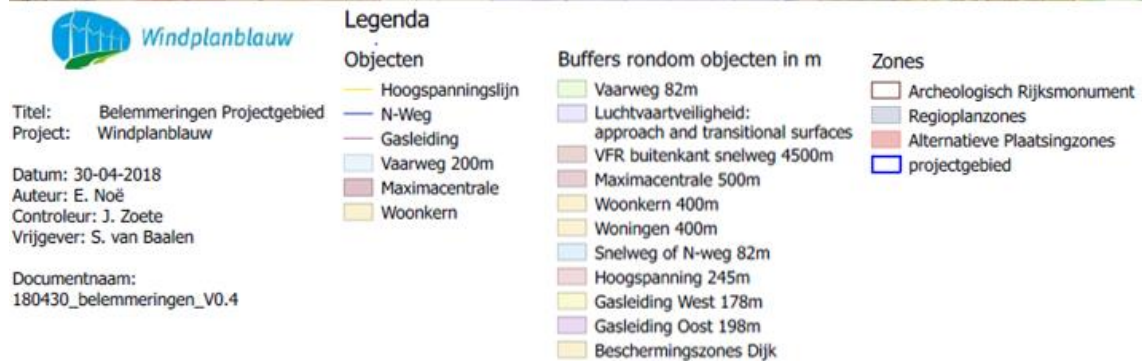 Windplanblauw
Titel: Belemmeringen Projectgebied
Project: Windplanblauw
Datum: 30-04-2018
Auteur: E. Noë
Controleur: J. Zoete
Vrijgever: S. van Baalen
Documentnaam:
180430_belemmeringen_V0.4
Legenda
Objecten
Hoogspanningslijn
N-Weg
Gasleiding
Vaarweg 200m
Maximacentrale
Woonkern
Buffers rondom objecten in m
Vaarweg 82m
Luchtvaartveiligheid:
approach and transitional surfaces
VFR buitenkant snelweg 4500m
Maximacentrale 500m
Woonkern 400m
Woningen 400m
Snelweg of N-weg 82m
Hoogspanning 245m
Gasleiding West 178m
Gasleiding Oost 198m
Beschermingszones Dijk
Zones
Archeologisch Rijksmonument
Regioplanzones
Alternatieve Plaatsingzones
projectgebied